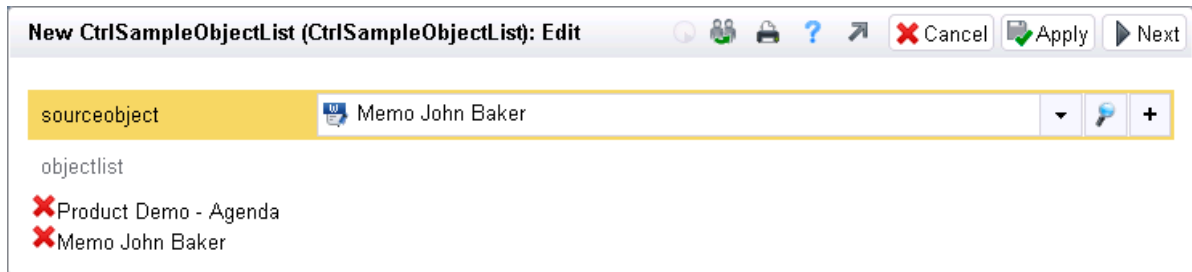 New CtrlSampleObjectList (CtrlSampleObjectList): Edit ? Cancel Apply Next
sourceobject W Memo John Baker +
objectlist
Product Demo - Agenda
Memo John Baker